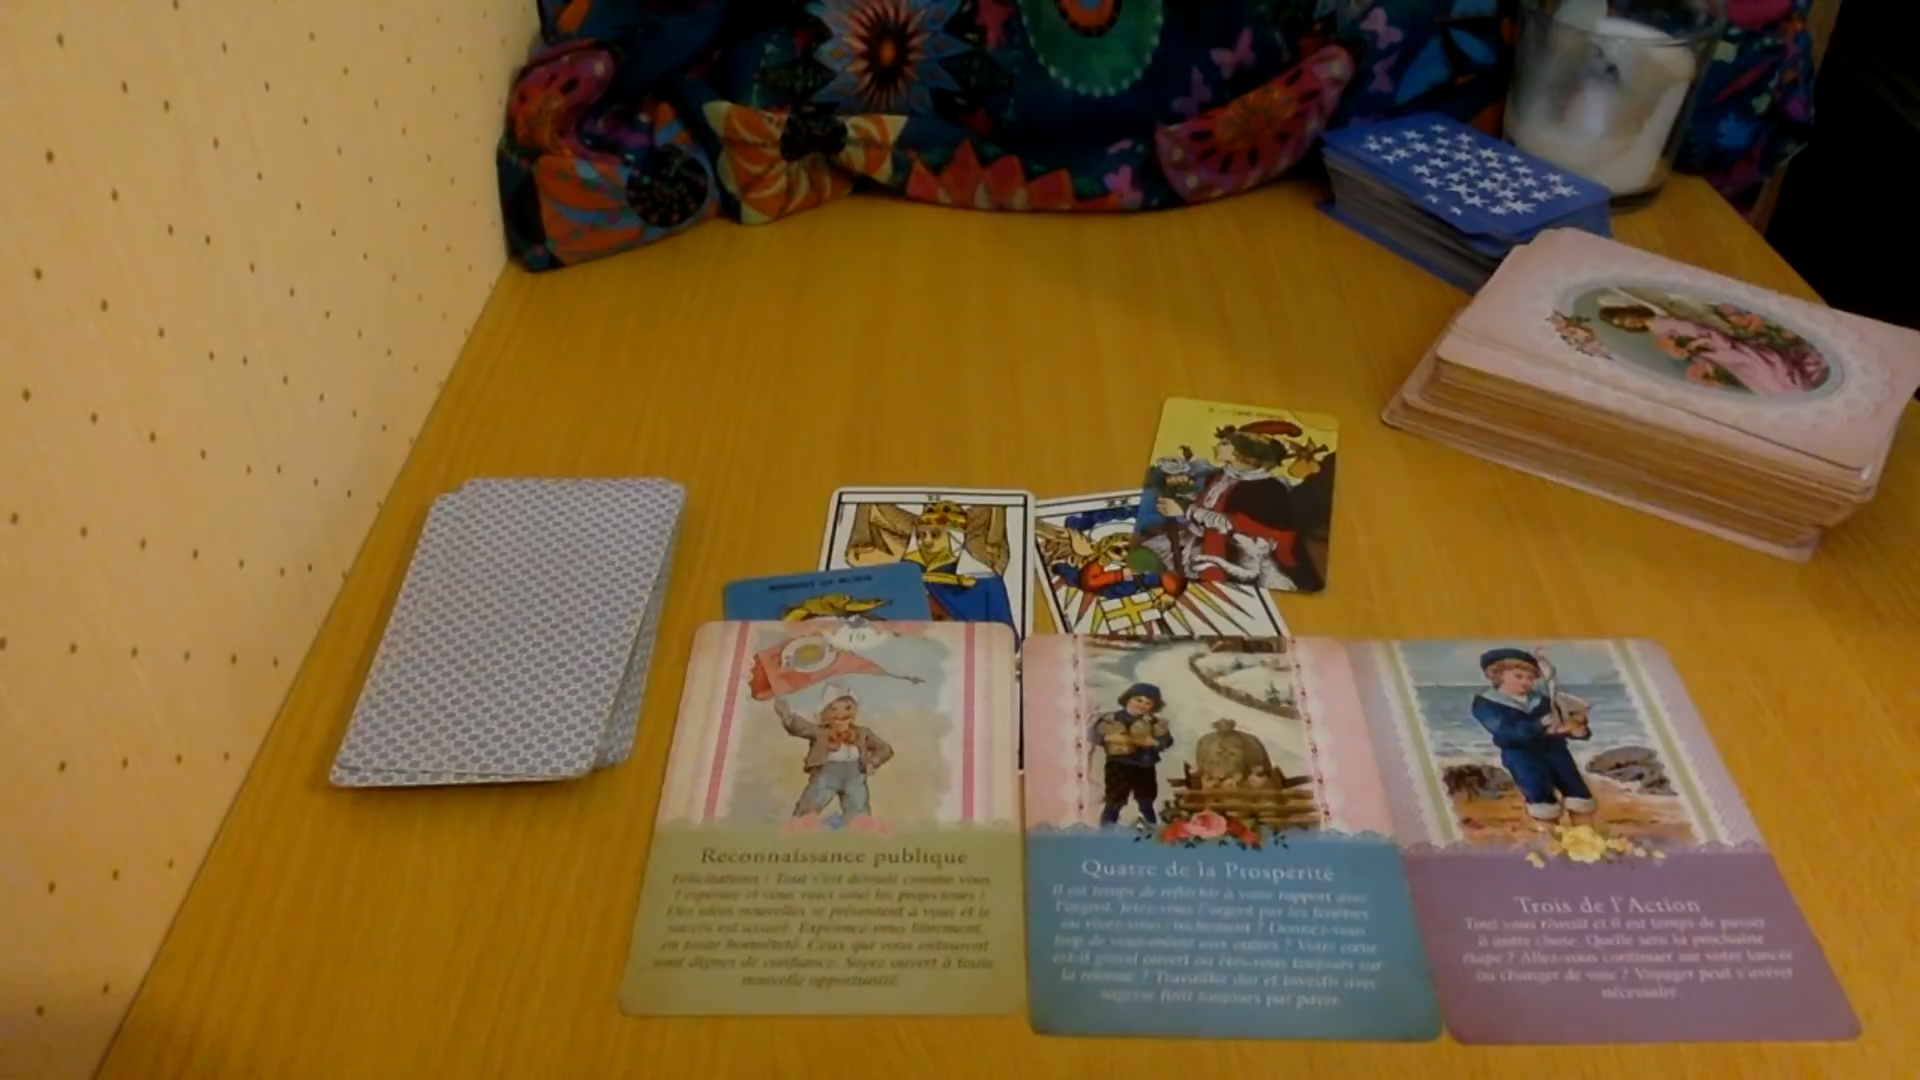 II
XX
19
Reconnaissance publique
Félicitations ! Tout s'est déroulé comme vous
l'espériez et vous voici sous les projecteurs !
Des idées nouvelles se présentent à vous et le
succès est assuré. Exprimez-vous librement,
en toute honnêteté. Ceux qui vous entourent
sont dignes de confiance. Soyez ouvert à toute
nouvelle opportunité.
Quatre de la Prospérité
Il est temps de réfléchir à votre rapport avec
l'argent. Jetez-vous l'argent par les fenêtres
ou vivez-vous chichement ? Donnez-vous
trop de vous-même aux autres ? Votre cœur
est-il grand ouvert ou êtes-vous toujours sur
la retenue ? Travailler dur et investir avec
sagesse finit toujours par payer.
Trois de l'Action
Tout vous réussit et il est temps de passer
à autre chose. Quelle sera la prochaine
étape ? Allez-vous continuer sur votre lancée
ou changer de voie ? Voyager peut s'avérer
nécessaire.